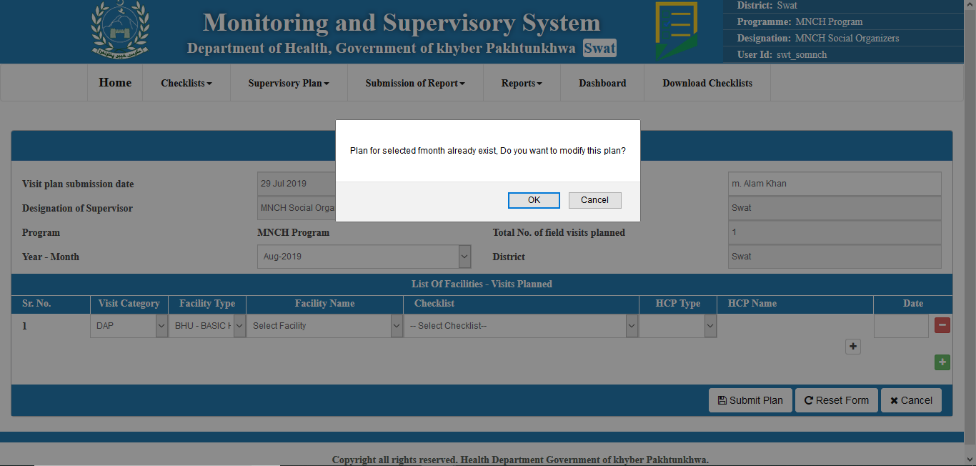 Monitoring and Supervisory System
Department of Health, Government of khyber Pakhtunkhwa Swat
District: Swat
Programme: MNCH Program
Designation: MNCH Social Organizers
User Id: swt_somnch
Home Checklists Supervisory Plan Submission of Report Reports Dashboard Download Checklists
Plan for selected fmonth already exist, Do you want to modify this plan?
OK Cancel
Visit plan submission date 29 Jul 2019 m. Alam Khan
Designation of Supervisor MNCH Social Orga Swat
Program MNCH Program Total No. of field visits planned 1
Year - Month Aug-2019 District Swat
List Of Facilities - Visits Planned
Sr. No. Visit Category Facility Type Facility Name Checklist HCP Type HCP Name Date
1 DAP BHU - BASIC H Select Facility -- Select Checklist--
Submit Plan Reset Form Cancel
Copyright all rights reserved. Health Department Government of khyber Pakhtunkhwa.